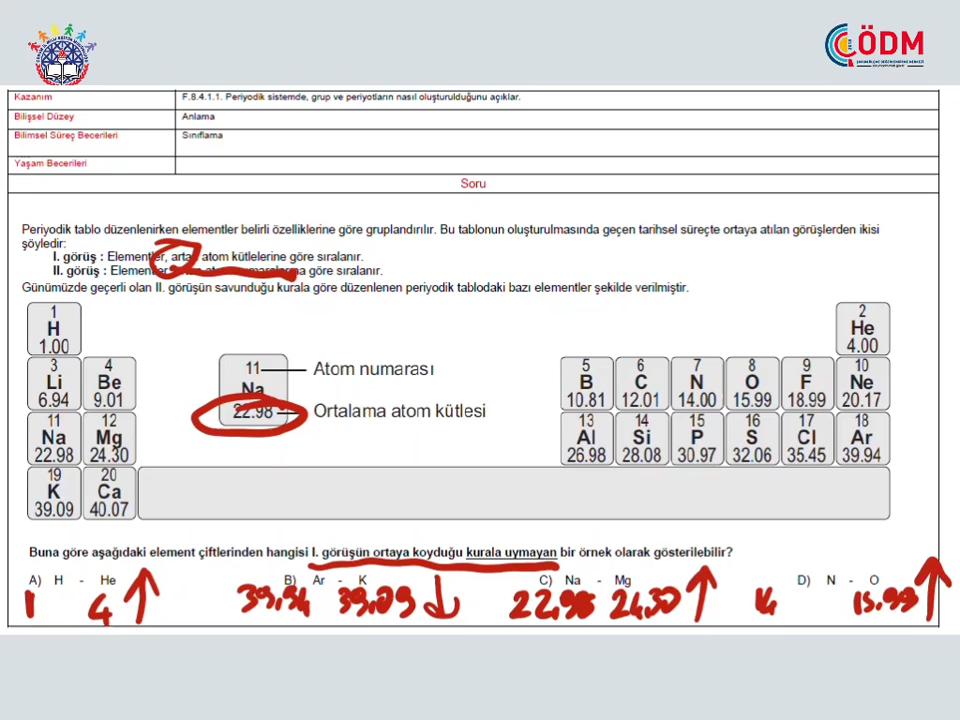 ÖDM
Kazanım F.8.4.1.1. Periyodik sistemde, grup ve periyotların nasıl oluşturulduğunu açıklar.
Bilişsel Düzey Anlama
Bilimsel Süreç Becerileri Sınıflama
Yaşam Becerileri
Soru
Periyodik tablo düzenlenirken elementler belirli özelliklerine göre gruplandırılır. Bu tablonun oluşturulmasında geçen tarihsel süreçte ortaya atılan görüşlerden ikisi
şöyledir:
I. görüş : Elementler, artan atom kütlelerine göre sıralanır.
II. görüş : Elementler artan atom numaralarına göre sıralanır.
Günümüzde geçerli olan II. görüşün savunduğu kurala göre düzenlenen periyodik tablodaki bazı elementler şekilde verilmiştir.
1 2
H He
1.00 4.00
3 4 11 Atom numarası 5 6 7 8 9 10
Li Be Na B C N O F Ne
6.94 9.01 22.98 Ortalama atom kütlesi 10.81 12.01 14.00 15.99 18.99 20.17
11 12 13 14 15 16 17 18
Na Mg Al Si P S Cl Ar
22.98 24.30 26.98 28.08 30.97 32.06 35.45 39.94
19 20
K Ca
39.09 40.07
Buna göre aşağıdaki element çiftlerinden hangisi I. görüşün ortaya koyduğu kurala uymayan bir örnek olarak gösterilebilir?
A) H - He B) Ar - K C) Na - Mg D) N - O
1 4 39,94 39,09 22,98 24,30 14 15,99